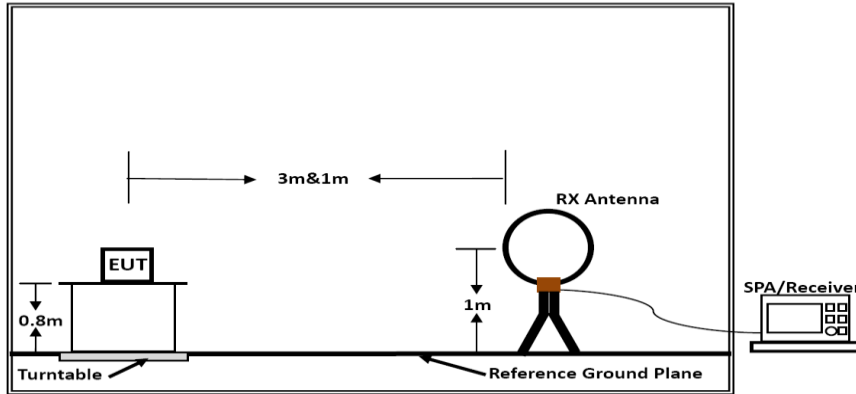 3m&1m
RX Antenna
EUT
SPA/Receiver
0.8m
1m
Turntable
Reference Ground Plane